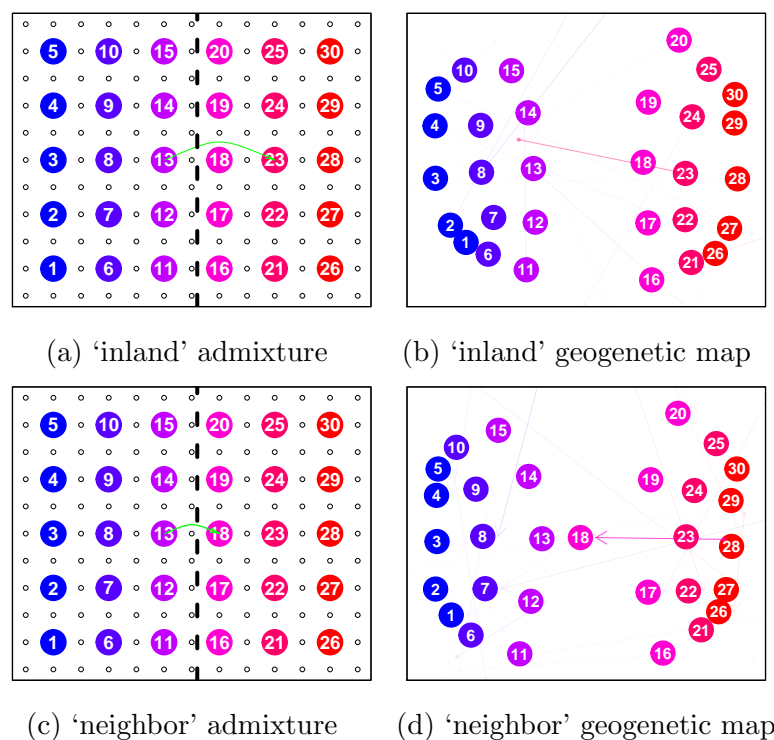 5 10 15 20 25 30
4 9 14 19 24 29
3 8 13 18 23 28
2 7 12 17 22 27
1 6 11 16 21 26
(a) ‘inland’ admixture
20
10 15 25
5 30
19
14 24 29
4 9
18
3 8 13 23 28
2 7 12 17 22 27
1 6 11 21 26
16
(b) ‘inland’ geogenetic map
5 10 15 20 25 30
4 9 14 19 24 29
3 8 13 18 23 28
2 7 12 17 22 27
1 6 11 16 21 26
(c) ‘neighbor’ admixture
20
15 25
10
5 30
14 19
4 9 24 29
3 8 13 18 23 28
2 7 17 22 27
12
1 26
6 21
11 16
(d) ‘neighbor’ geogenetic map